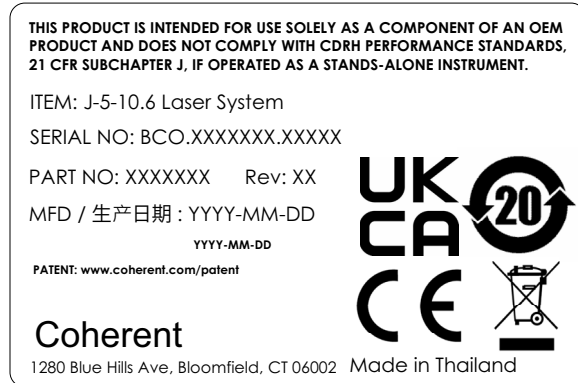 THIS PRODUCT IS INTENDED FOR USE SOLELY AS A COMPONENT OF AN OEM
PRODUCT AND DOES NOT COMPLY WITH CDRH PERFORMANCE STANDARDS,
21 CFR SUBCHAPTER J, IF OPERATED AS A STANDS-ALONE INSTRUMENT.
ITEM: J-5-10.6 Laser System
SERIAL NO: BCO.XXXXXXX.XXXXX
PART NO: XXXXXXX Rev: XX
MFD / 生产日期 : YYYY-MM-DD
YYYY-MM-DD
PATENT: www.coherent.com/patent
UK
CA
20
CE
Coherent
1280 Blue Hills Ave, Bloomfield, CT 06002 Made in Thailand